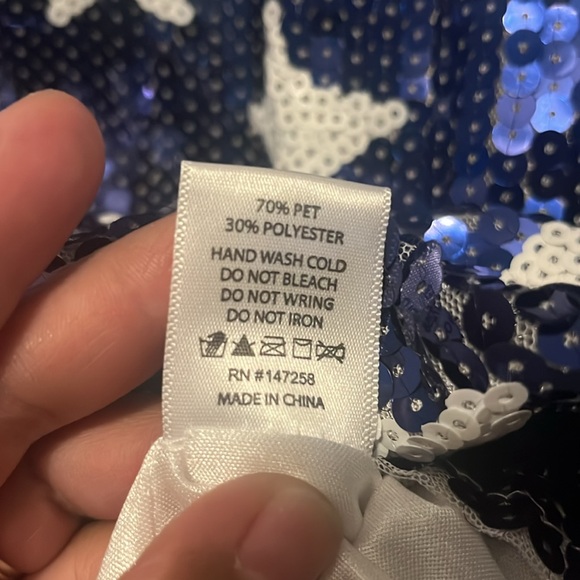 70% PET
30% POLYESTER
HAND WASH COLD
DO NOT BLEACH
DO NOT WRING
DO NOT IRON
RN #147258
MADE IN CHINA